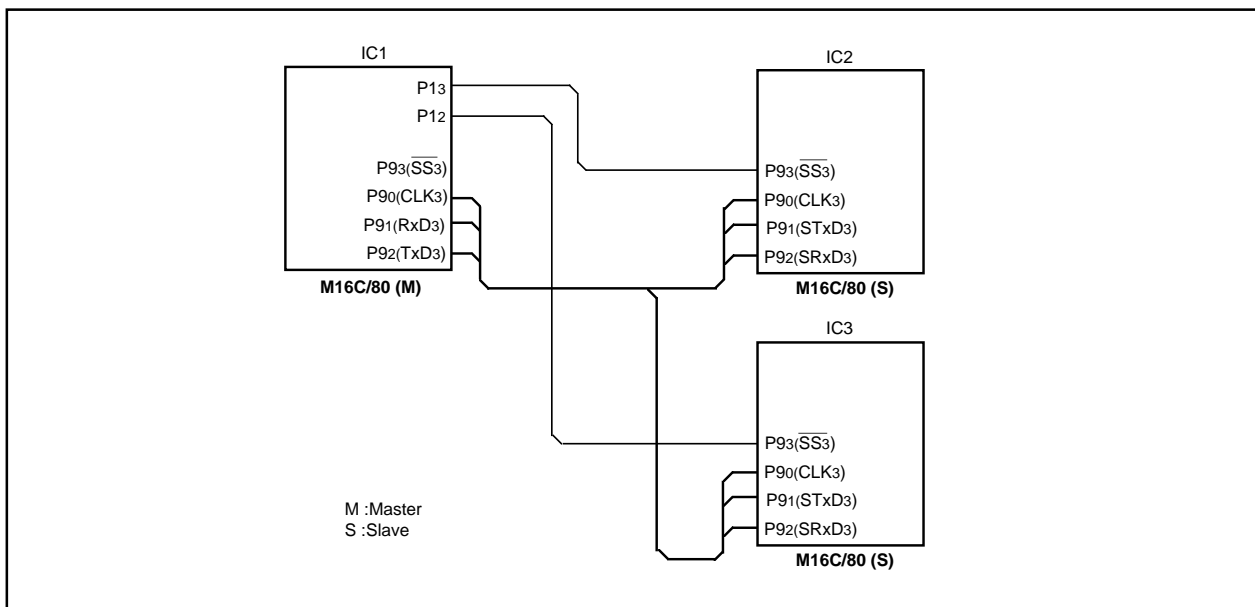 IC1
P13
P12
P93(SS3)
P90(CLK3)
P91(RxD3)
P92(TxD3)
M16C/80 (M)
IC2
P93(SS3)
P90(CLK3)
P91(STxD3)
P92(SRxD3)
M16C/80 (S)
IC3
P93(SS3)
P90(CLK3)
P91(STxD3)
P92(SRxD3)
M16C/80 (S)
M :Master
S :Slave